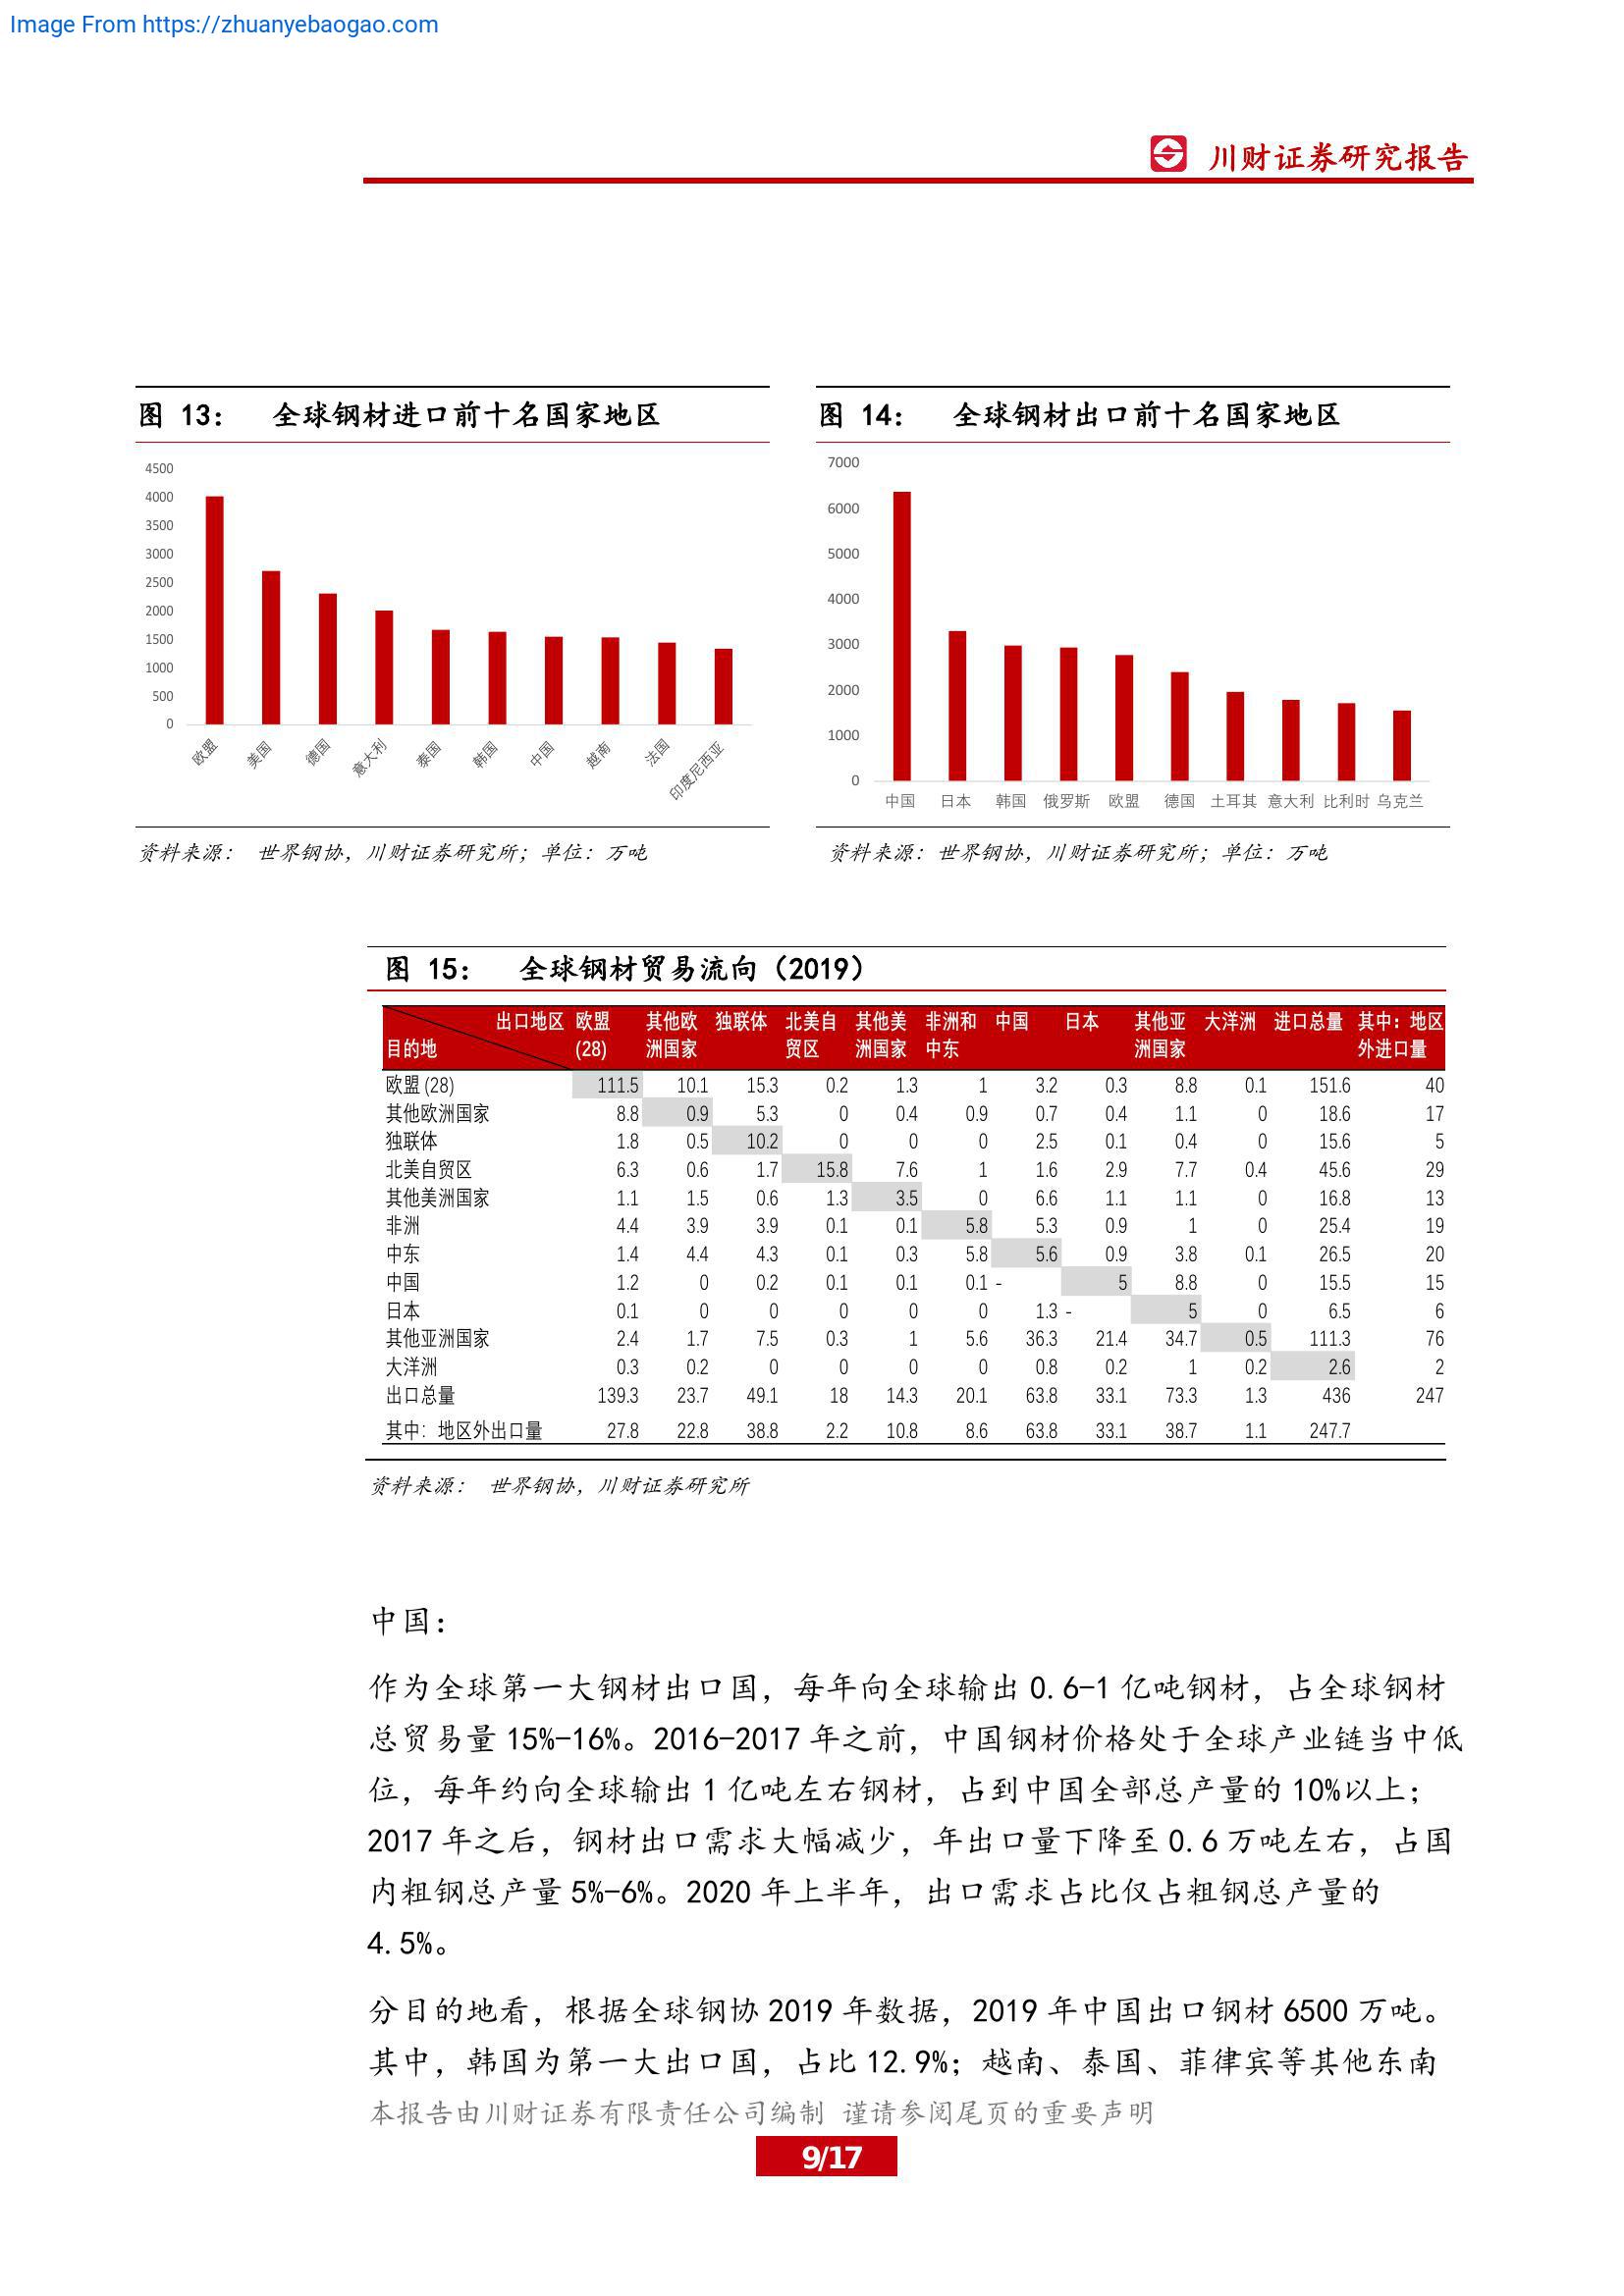 Image From https://zhuanyebaogao.com
川财证券研究报告
图 13： 全球钢材进口前十名国家地区
4500
4000
3500
3000
2500
2000
1500
1000
500
0
欧盟 美国 德国 意大利 泰国 韩国 中国 越南 法国 印度尼西亚
资料来源： 世界钢协，川财证券研究所；单位：万吨
图 14： 全球钢材出口前十名国家地区
7000
6000
5000
4000
3000
2000
1000
0
中国 日本 韩国 俄罗斯 欧盟 德国 土耳其 意大利 比利时 乌克兰
资料来源：世界钢协，川财证券研究所；单位：万吨
图 15： 全球钢材贸易流向（2019）
出口地区 欧盟 其他欧 独联体 北美自 其他美 非洲和 中国 日本 其他亚 大洋洲 进口总量 其中：地区
目的地 (28) 洲国家 贸区 洲国家 中东 洲国家 外进口量
欧盟 (28) 111.5 10.1 15.3 0.2 1.3 1 3.2 0.3 8.8 0.1 151.6 40
其他欧洲国家 8.8 0.9 5.3 0 0.4 0.9 0.7 0.4 1.1 0 18.6 17
独联体 1.8 0.5 10.2 0 0 0 2.5 0.1 0.4 0 15.6 5
北美自贸区 6.3 0.6 1.7 15.8 7.6 1 1.6 2.9 7.7 0.4 45.6 29
其他美洲国家 1.1 1.5 0.6 1.3 3.5 0 6.6 1.1 1.1 0 16.8 13
非洲 4.4 3.9 3.9 0.1 0.1 5.8 5.3 0.9 1 0 25.4 19
中东 1.4 4.4 4.3 0.1 0.3 5.8 5.6 0.9 3.8 0.1 26.5 20
中国 1.2 0 0.2 0.1 0.1 0.1 - 5 8.8 0 15.5 15
日本 0.1 0 0 0 0 0 1.3 - 5 0 6.5 6
其他亚洲国家 2.4 1.7 7.5 0.3 1 5.6 36.3 21.4 34.7 0.5 111.3 76
大洋洲 0.3 0.2 0 0 0 0 0.8 0.2 1 0.2 2.6 2
出口总量 139.3 23.7 49.1 18 14.3 20.1 63.8 33.1 73.3 1.3 436 247
其中：地区外出口量 27.8 22.8 38.8 2.2 10.8 8.6 63.8 33.1 38.7 1.1 247.7
资料来源： 世界钢协，川财证券研究所
中国：
作为全球第一大钢材出口国，每年向全球输出 0.6-1 亿吨钢材，占全球钢材
总贸易量 15%-16%。2016-2017 年之前，中国钢材价格处于全球产业链当中低
位，每年约向全球输出 1 亿吨左右钢材，占到中国全部总产量的 10%以上；
2017 年之后，钢材出口需求大幅减少，年出口量下降至 0.6 万吨左右，占国
内粗钢总产量 5%-6%。2020 年上半年，出口需求占比仅占粗钢总产量的
4.5%。
分目的地看，根据全球钢协 2019 年数据，2019 年中国出口钢材 6500 万吨。
其中，韩国为第一大出口国，占比 12.9%；越南、泰国、菲律宾等其他东南
本报告由川财证券有限责任公司编制 谨请参阅尾页的重要声明
9/17